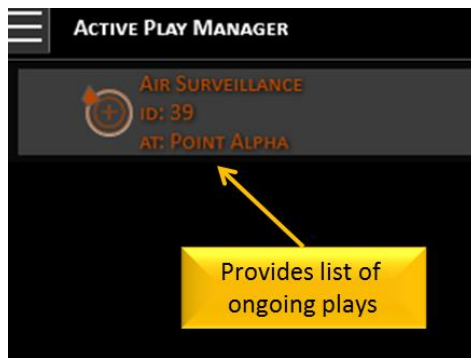 Active Play Manager
Air Surveillance
id: 39
at: Point Alpha
Provides list of
ongoing plays